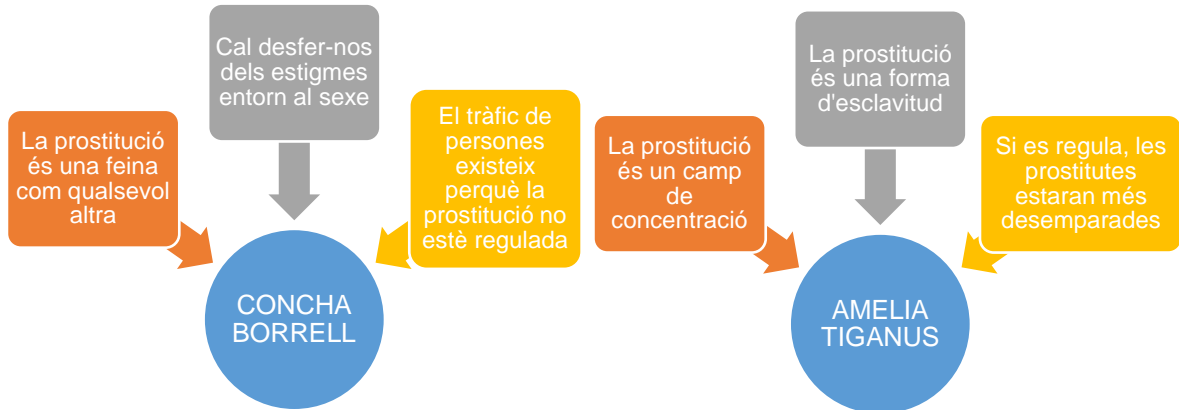 La prostitució
és una feina
com qualsevol
altra
Cal desfer-nos
dels estigmes
entorn al sexe
El tràfic de
persones
existeix
perquè la
prostitució no
estè regulada
CONCHA
BORRELL
La prostitució
és un camp
de
concentració
La prostitució
és una forma
d'esclavitud
Si es regula, les
prostitutes
estaran més
desemparades
AMELIA
TIGANUS